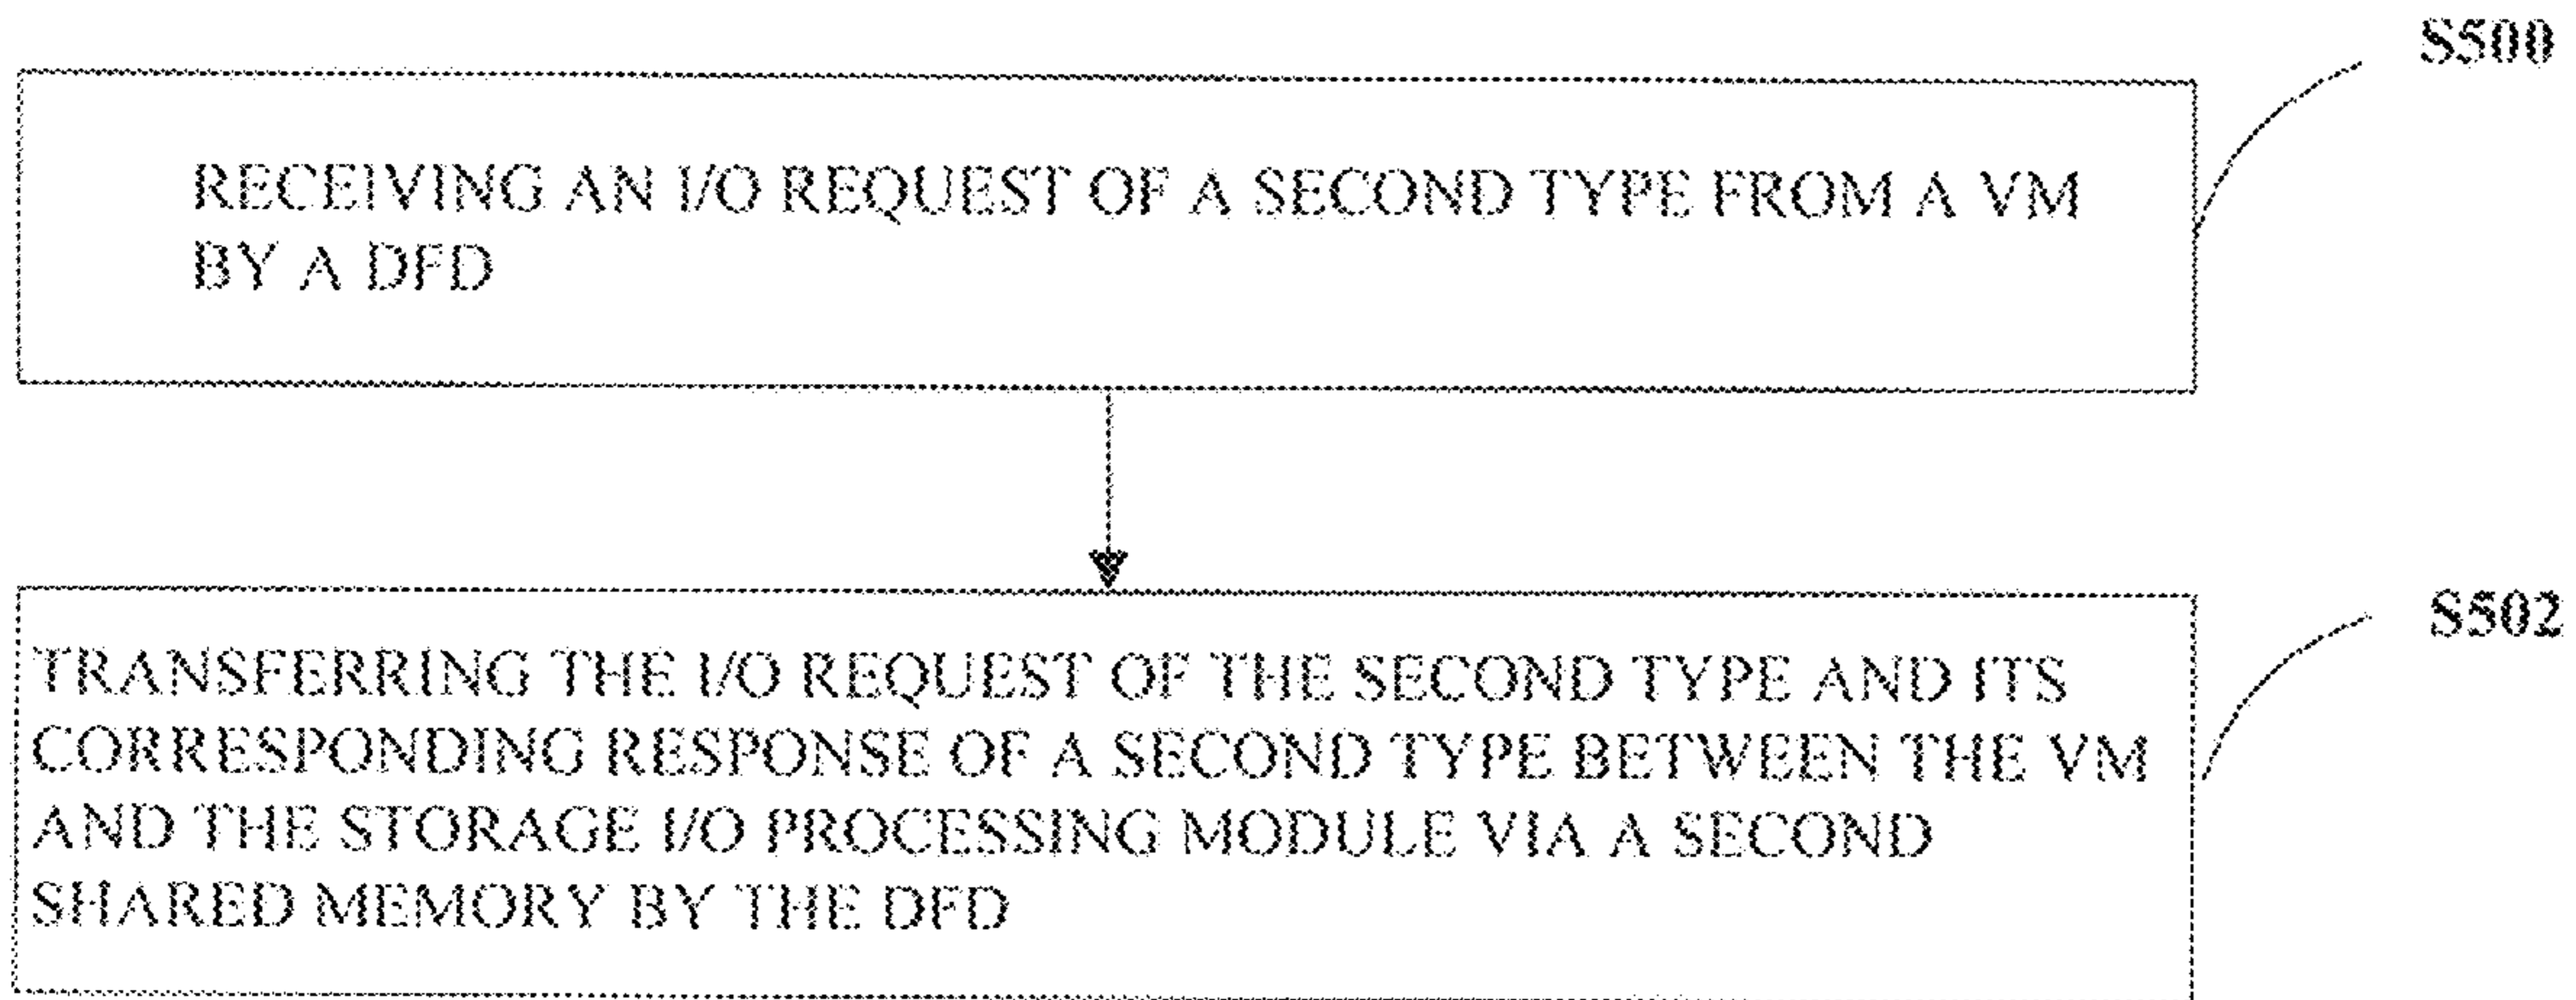 S500
RECEIVING AN I/O REQUEST OF A SECOND TYPE FROM A VM
BY A DFD
S502
TRANSFERRING THE I/O REQUEST OF THE SECOND TYPE AND ITS
CORRESPONDING RESPONSE OF A SECOND TYPE BETWEEN THE VM
AND THE STORAGE I/O PROCESSING MODULE VIA A SECOND
SHARED MEMORY BY THE DFD